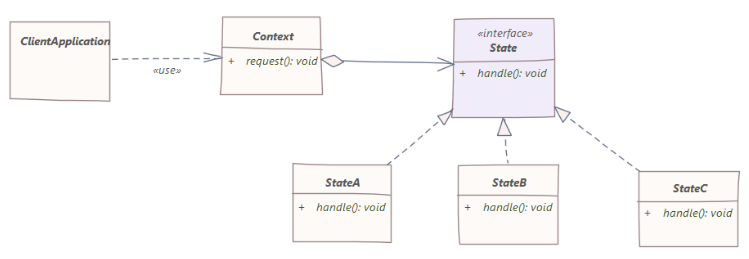 ClientApplication
«use»
Context
+ request(): void
«interface»
State
+ handle(): void
StateA
+ handle(): void
StateB
+ handle(): void
StateC
+ handle(): void